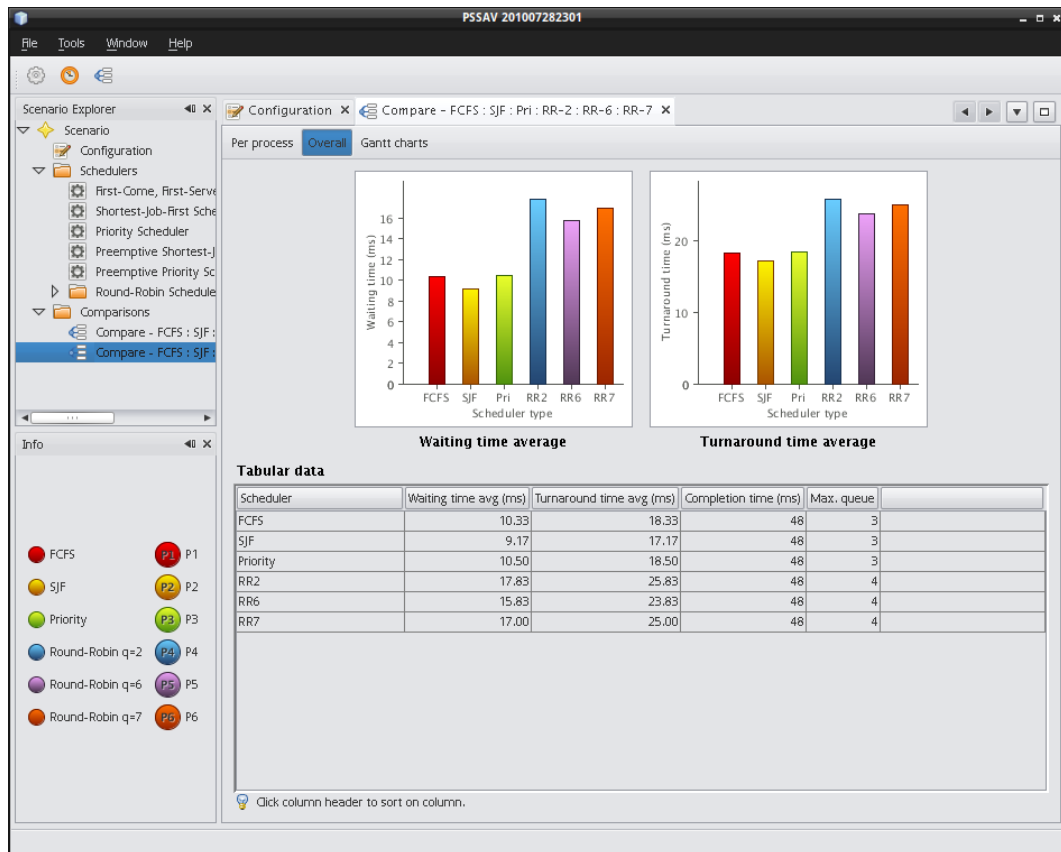 PSSAV 201007282301
File Tools Window Help
Scenario Explorer
Scenario
Configuration
Schedulers
First-Come, First-Serve
Shortest-Job-First Sche
Priority Scheduler
Preemptive Shortest-J
Preemptive Priority Sc
Round-Robin Schedule
Comparisons
Compare - FCFS : SJF :
Compare - FCFS : SJF :
Info
FCFS P1 P1
SJF P2 P2
Priority P3 P3
Round-Robin q=2 P4 P4
Round-Robin q=6 P5 P5
Round-Robin q=7 P6 P6
Configuration Compare - FCFS : SJF : Pri : RR-2 : RR-6 : RR-7
Per process Overall Gantt charts
Waiting time (ms)
16
14
12
10
8
6
4
2
0
FCFS SJF Pri RR2 RR6 RR7
Scheduler type
Waiting time average
Turnaround time (ms)
20
10
0
FCFS SJF Pri RR2 RR6 RR7
Scheduler type
Turnaround time average
Tabular data
Scheduler Waiting time avg (ms) Turnaround time avg (ms) Completion time (ms) Max. queue
FCFS 10.33 18.33 48 3
SJF 9.17 17.17 48 3
Priority 10.50 18.50 48 3
RR2 17.83 25.83 48 4
RR6 15.83 23.83 48 4
RR7 17.00 25.00 48 4
Click column header to sort on column.